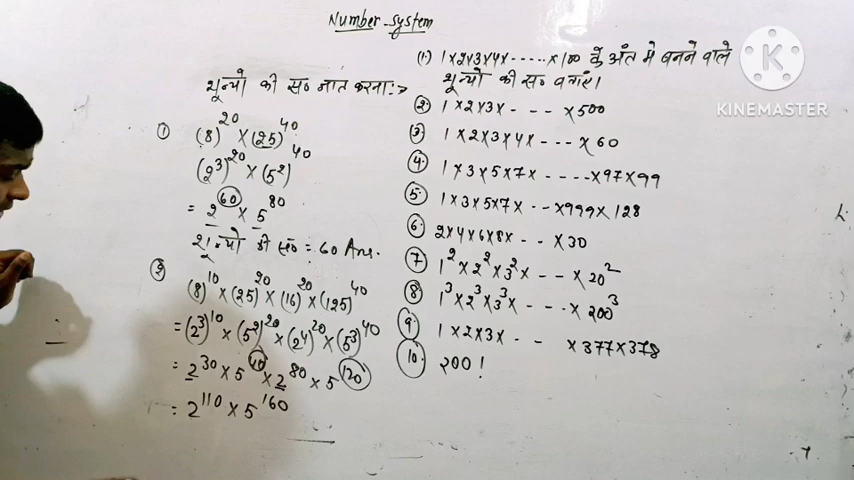 Number system
शून्यो की सं० ज्ञात करना :->
① (8)^20 × (25)^40
(2^3)^20 × (5^2)^40
= 2^60 × 5^80
शून्यो की सं० = 60 Ans.
② (8)^10 × (25)^20 × (16)^20 × (125)^40
= (2^3)^10 × (5^2)^20 × (2^4)^20 × (5^3)^40
= 2^30 × 5^40 × 2^80 × 5^120
= 2^110 × 5^160
(1.) 1×2×3×4× ----- ×100 के अंत मे बनने वाले
शून्यो की सं० बताएं।
② 1×2×3× - --- ×500
③ 1×2×3×4× --- ×60
④ 1×3×5×7× ----- ×97×99
⑤ 1×3×5×7× - -- ×999×128
⑥ 2×4×6×8× - -- ×30
⑦ 1^2×2^2×3^2× - -- ×20^2
⑧ 1^3×2^3×3^3× ---- ×200^3
⑨ 1×2×3× - - - ×377×378
⑩ 200!
KINEMASTER